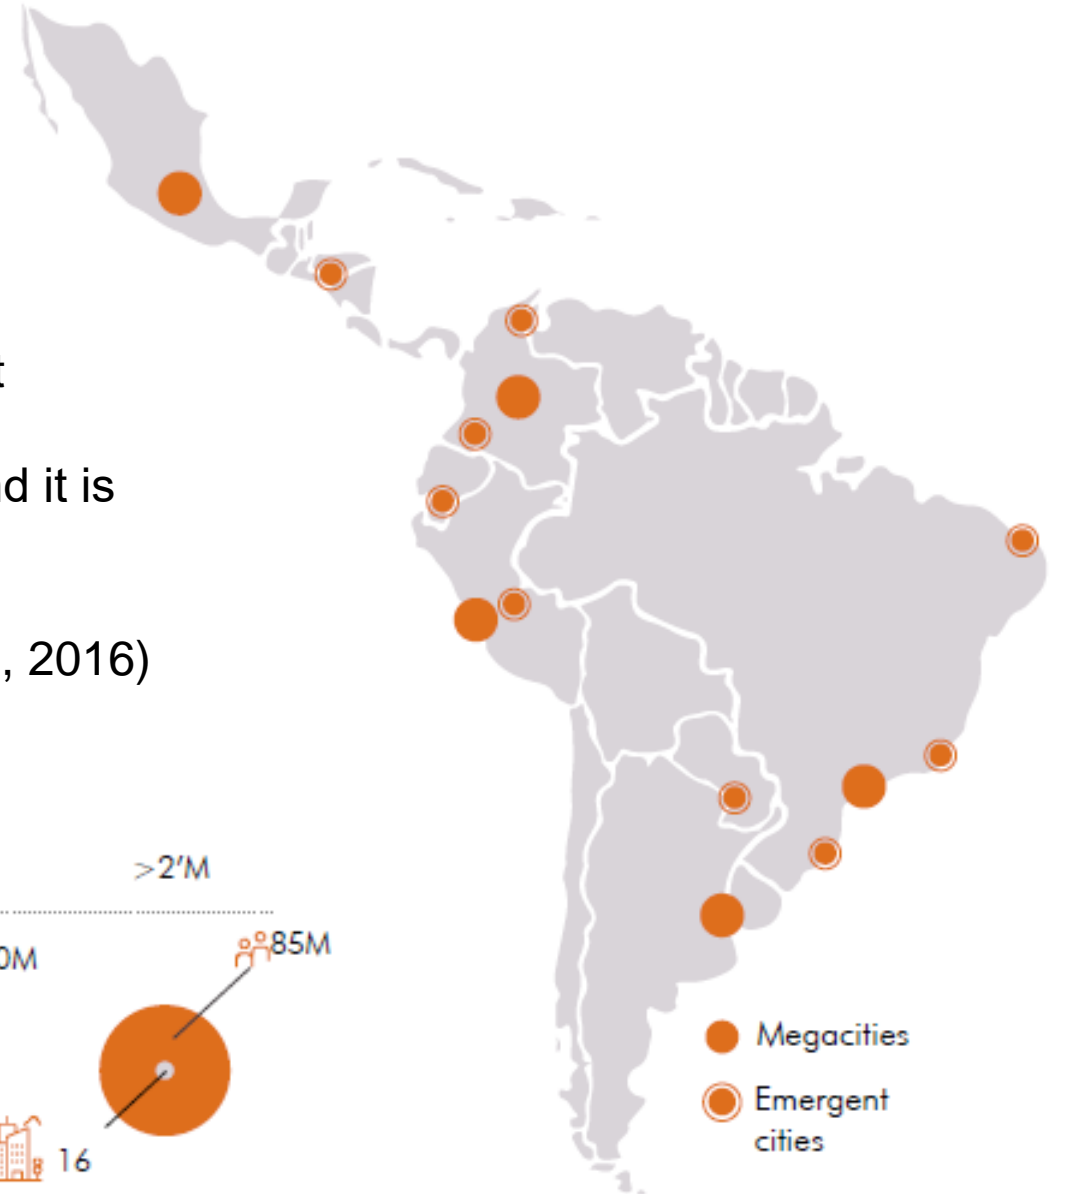 t
d it is
, 2016)
>2'M
0M
85M
16
Megacities
Emergent
cities